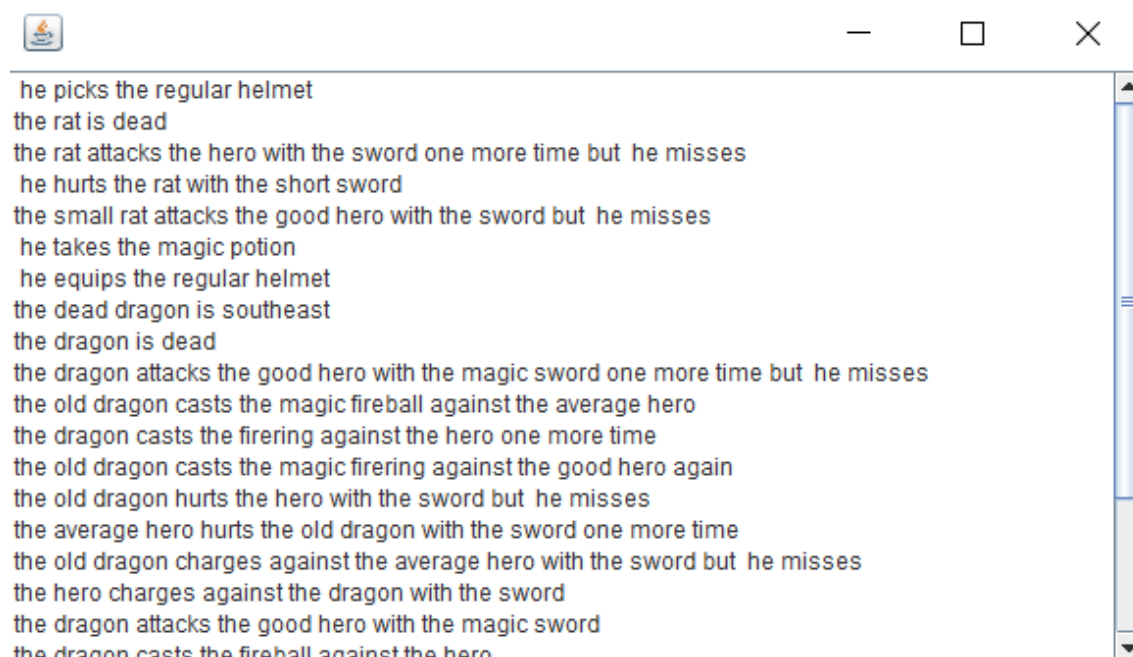 he picks the regular helmet
the rat is dead
the rat attacks the hero with the sword one more time but  he misses
he hurts the rat with the short sword
the small rat attacks the good hero with the sword but  he misses
he takes the magic potion
he equips the regular helmet
the dead dragon is southeast
the dragon is dead
the dragon attacks the good hero with the magic sword one more time but  he misses
the old dragon casts the magic fireball against the average hero
the dragon casts the firering against the hero one more time
the old dragon casts the magic firering against the good hero again
the old dragon hurts the hero with the sword but  he misses
the average hero hurts the old dragon with the sword one more time
the old dragon charges against the average hero with the sword but  he misses
the hero charges against the dragon with the sword
the dragon attacks the good hero with the magic sword
the dragon casts the fireball against the hero